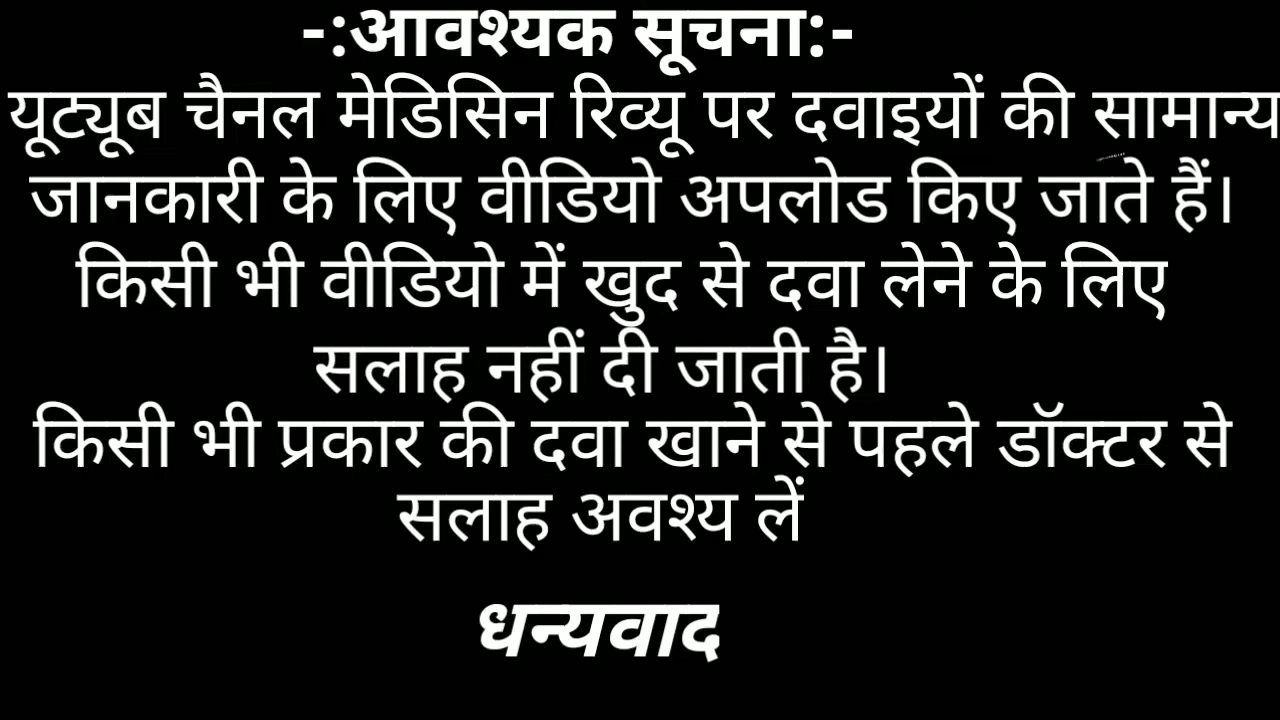 -:आवश्यक सूचना:-
यूट्यूब चैनल मेडिसिन रिव्यू पर दवाइयों की सामान्य
जानकारी के लिए वीडियो अपलोड किए जाते हैं।
किसी भी वीडियो में खुद से दवा लेने के लिए
सलाह नहीं दी जाती है।
किसी भी प्रकार की दवा खाने से पहले डॉक्टर से
सलाह अवश्य लें
धन्यवाद